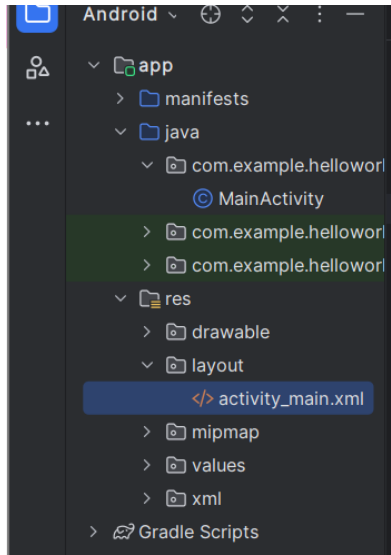 Android
app
manifests
java
com.example.hellowor
MainActivity
com.example.hellowor
com.example.hellowor
res
drawable
layout
</> activity_main.xml
mipmap
values
xml
Gradle Scripts